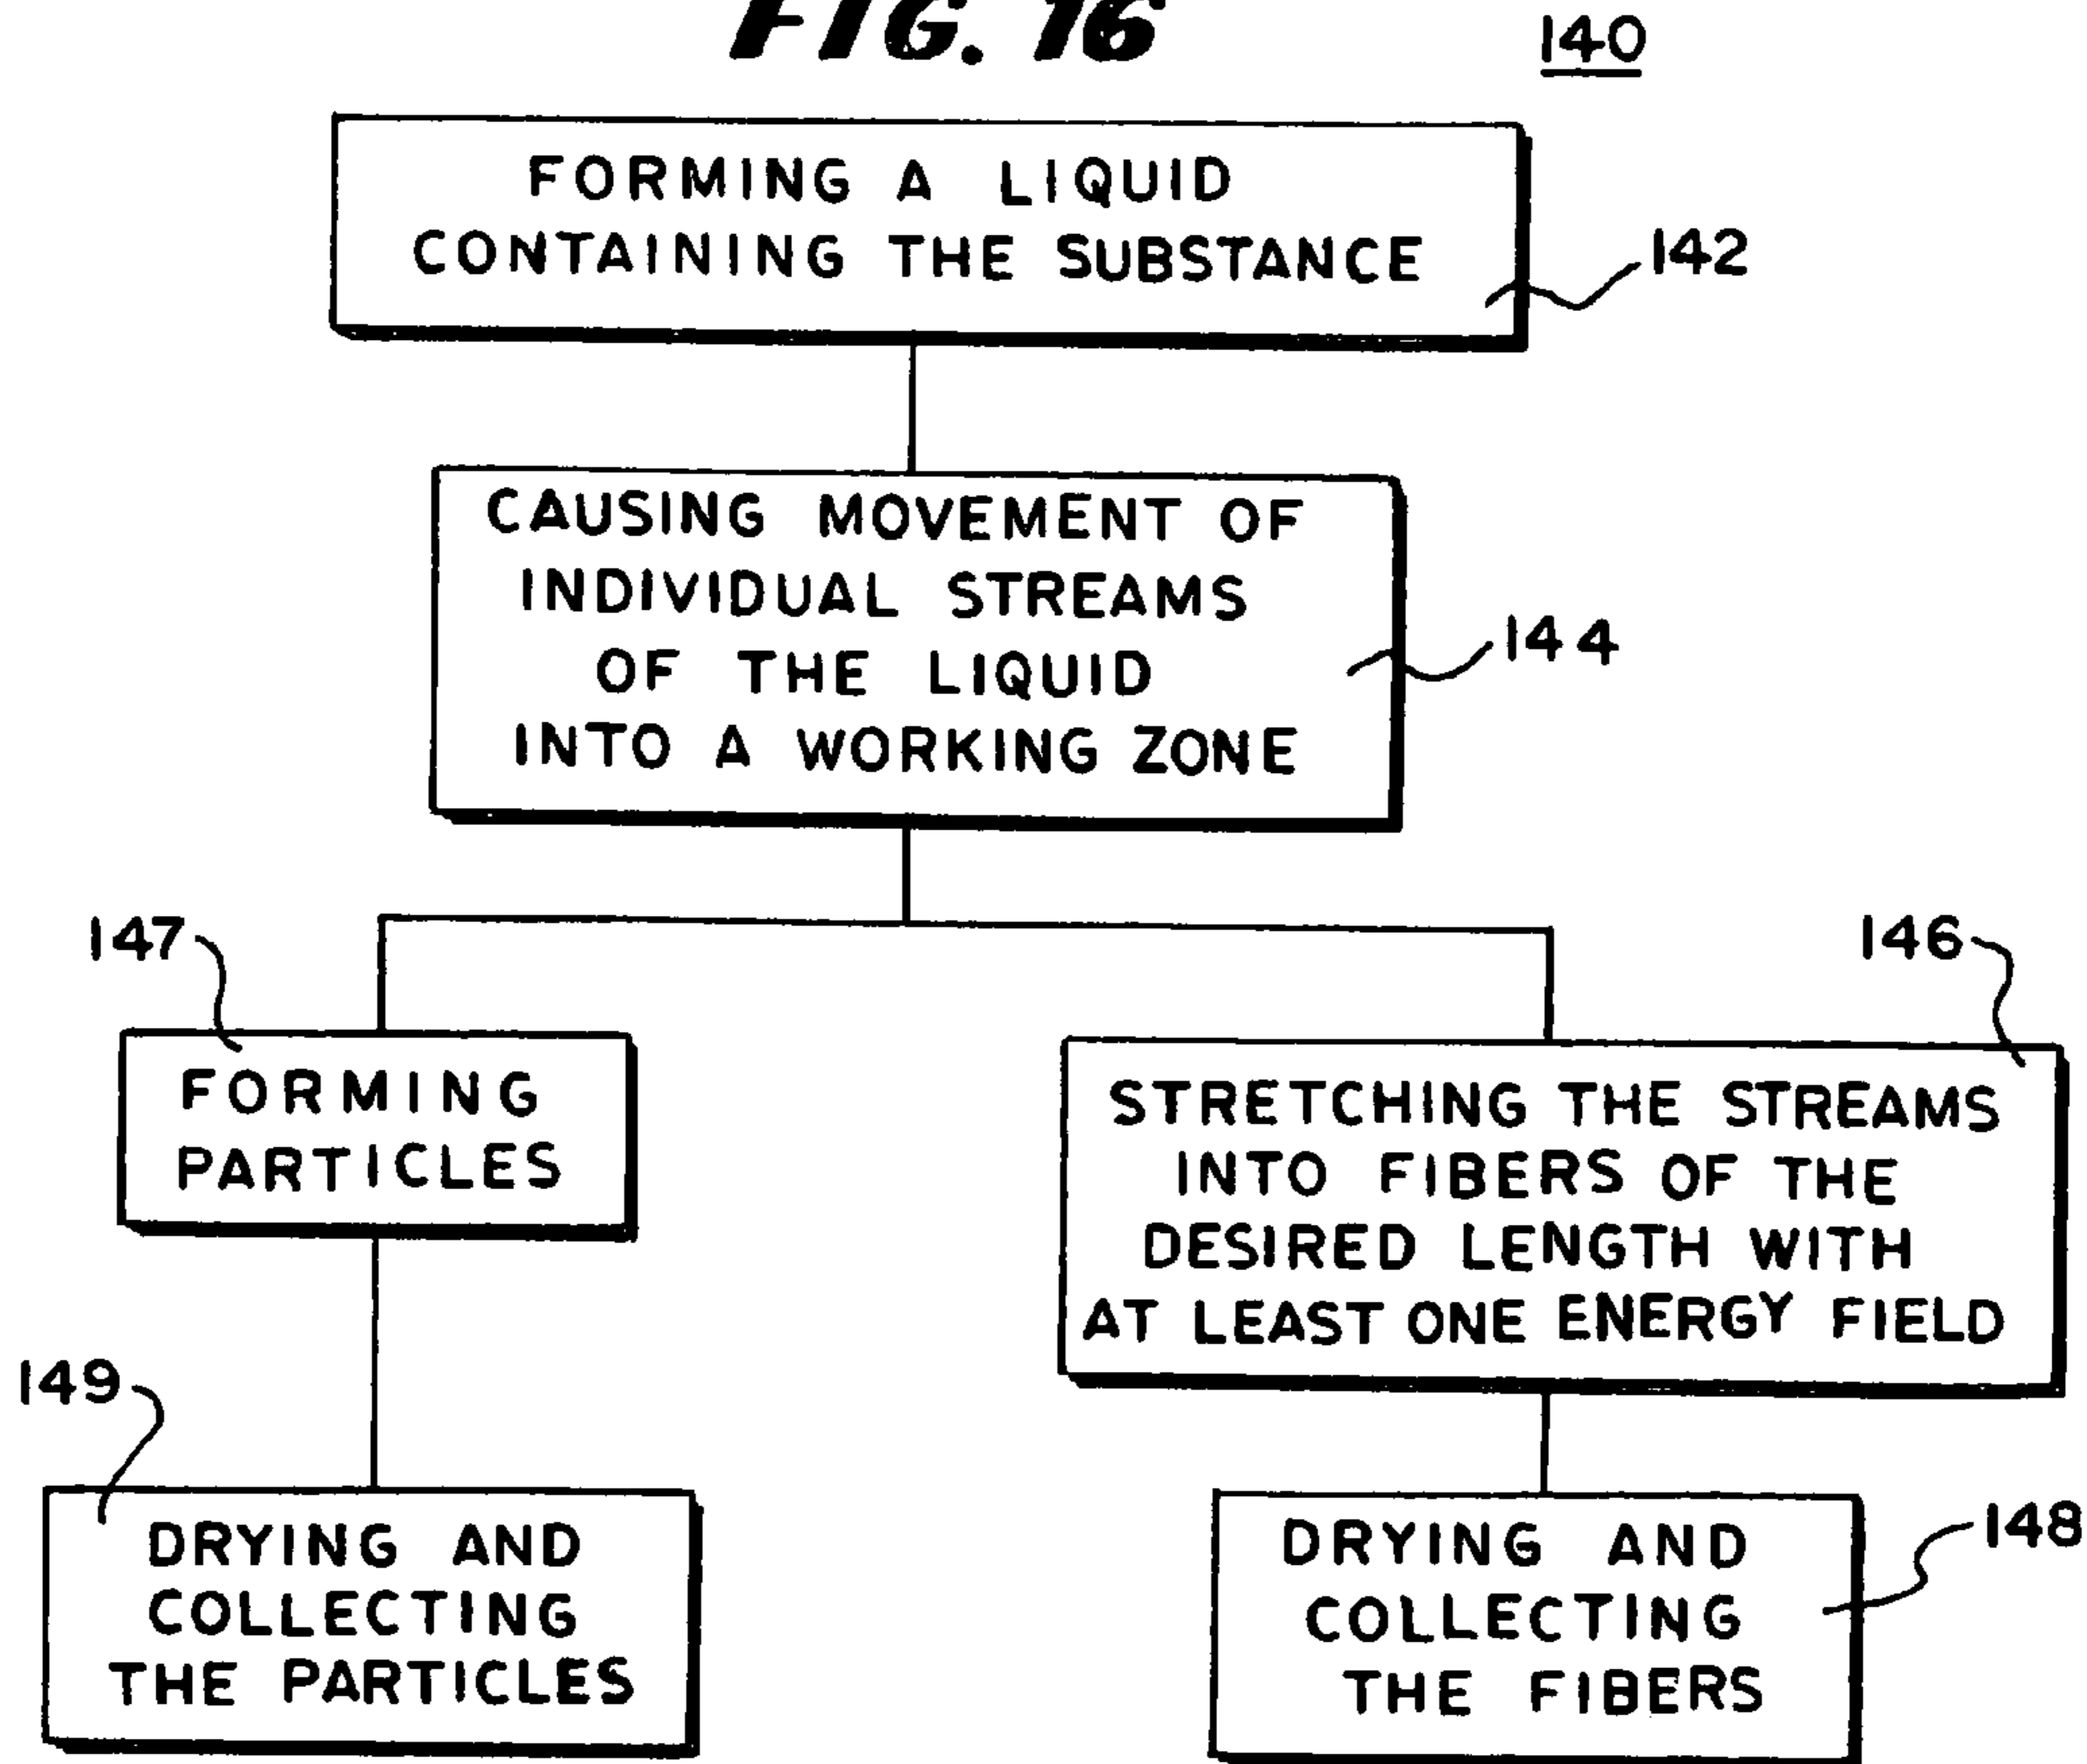 FIG. 16
140
FORMING A LIQUID
CONTAINING THE SUBSTANCE
142
CAUSING MOVEMENT OF
INDIVIDUAL STREAMS
OF THE LIQUID
INTO A WORKING ZONE
144
147
FORMING
PARTICLES
146
STRETCHING THE STREAMS
INTO FIBERS OF THE
DESIRED LENGTH WITH
AT LEAST ONE ENERGY FIELD
149
DRYING AND
COLLECTING
THE PARTICLES
DRYING AND
COLLECTING
THE FIBERS
148